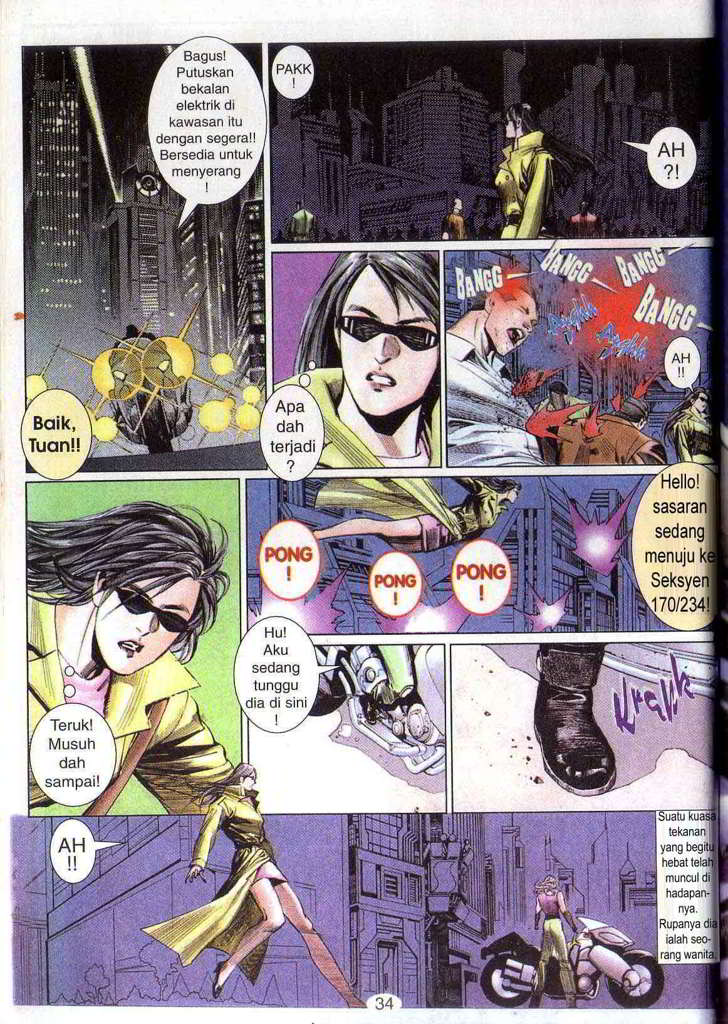 Bagus!
Putuskan
bekalan
elektrik di
kawasan itu
dengan segera!!
Bersedia untuk
menyerang
!
Baik,
Tuan!!
PAKK
!
AH
?!
Apa
dah
terjadi
?
BANGG
BANGG
BANGG
BANGG
AH
!!
Teruk!
Musuh
dah
sampai!
PONG
!
PONG
!
PONG
!
Hello!
sasaran
sedang
menuju ke
Seksyen
170/234!
Hu!
Aku
sedang
tunggu
dia di sini
!
AH
!!
Suatu kuasa
tekanan
yang begitu
hebat telah
muncul di
hadapan-
nya.
Rupanya dia
ialah seo-
rang wanita
34